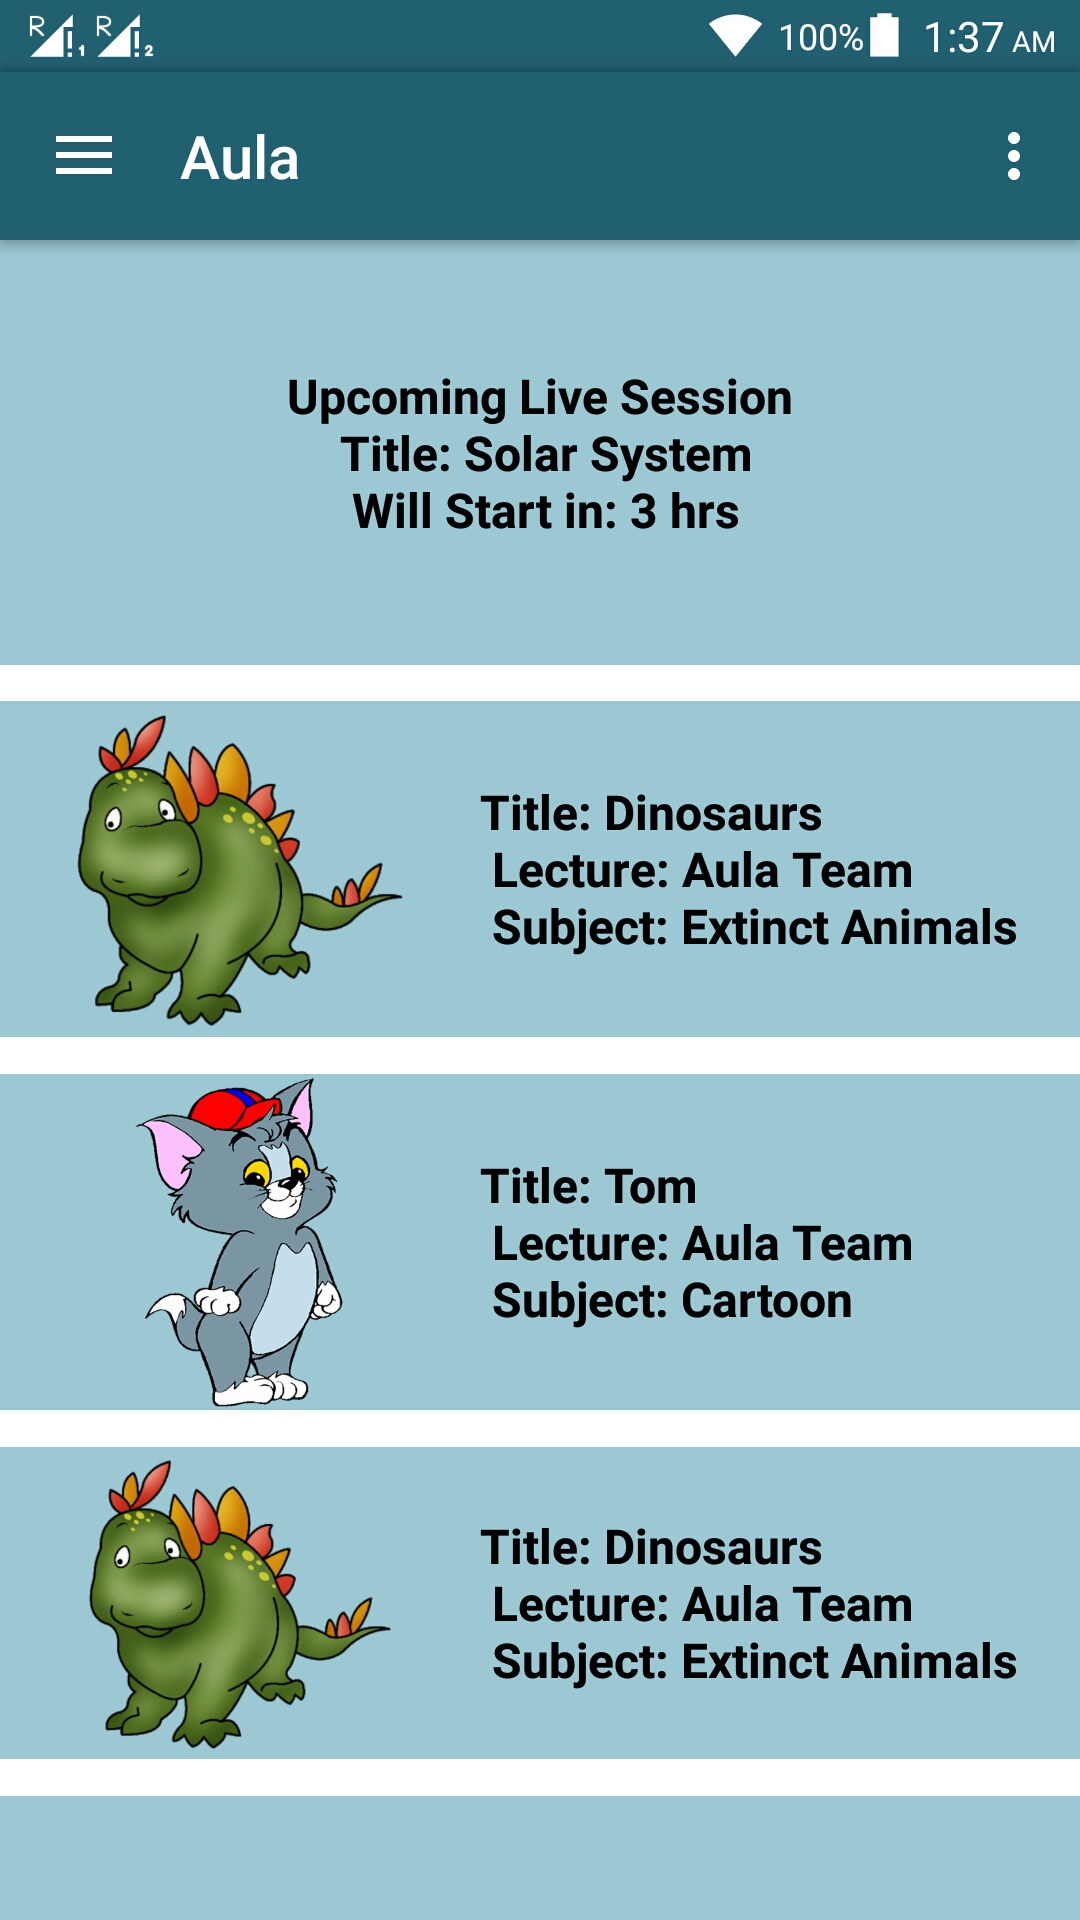 R 1 R 2 100% 1:37 AM
Aula
Upcoming Live Session
Title: Solar System
Will Start in: 3 hrs
Title: Dinosaurs
Lecture: Aula Team
Subject: Extinct Animals
Title: Tom
Lecture: Aula Team
Subject: Cartoon
Title: Dinosaurs
Lecture: Aula Team
Subject: Extinct Animals